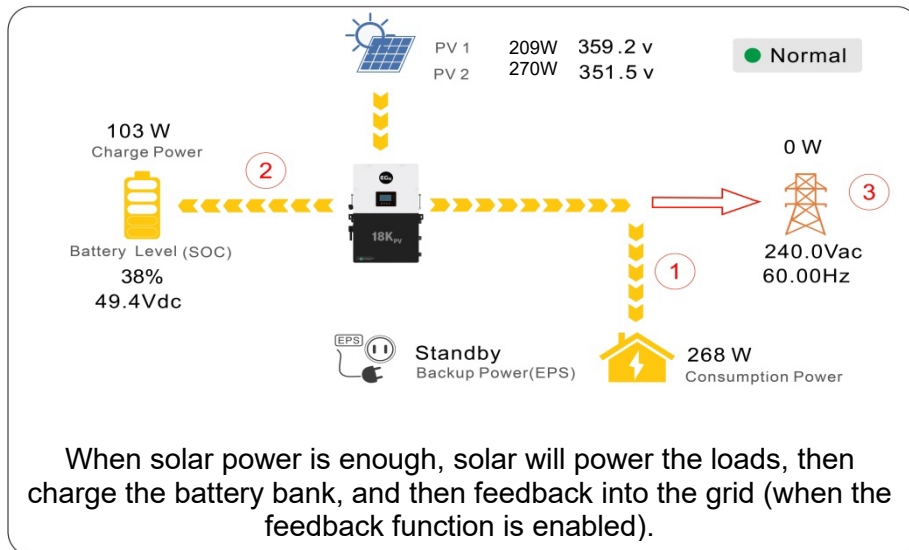 PV 1 209W 359.2 v
PV 2 270W 351.5 v
Normal
103 W
Charge Power
2
0 W
3
EG4
18K PV
Battery Level (SOC)
38%
49.4Vdc
240.0Vac
60.00Hz
1
EPS
Standby
Backup Power(EPS)
268 W
Consumption Power
When solar power is enough, solar will power the loads, then
charge the battery bank, and then feedback into the grid (when the
feedback function is enabled).